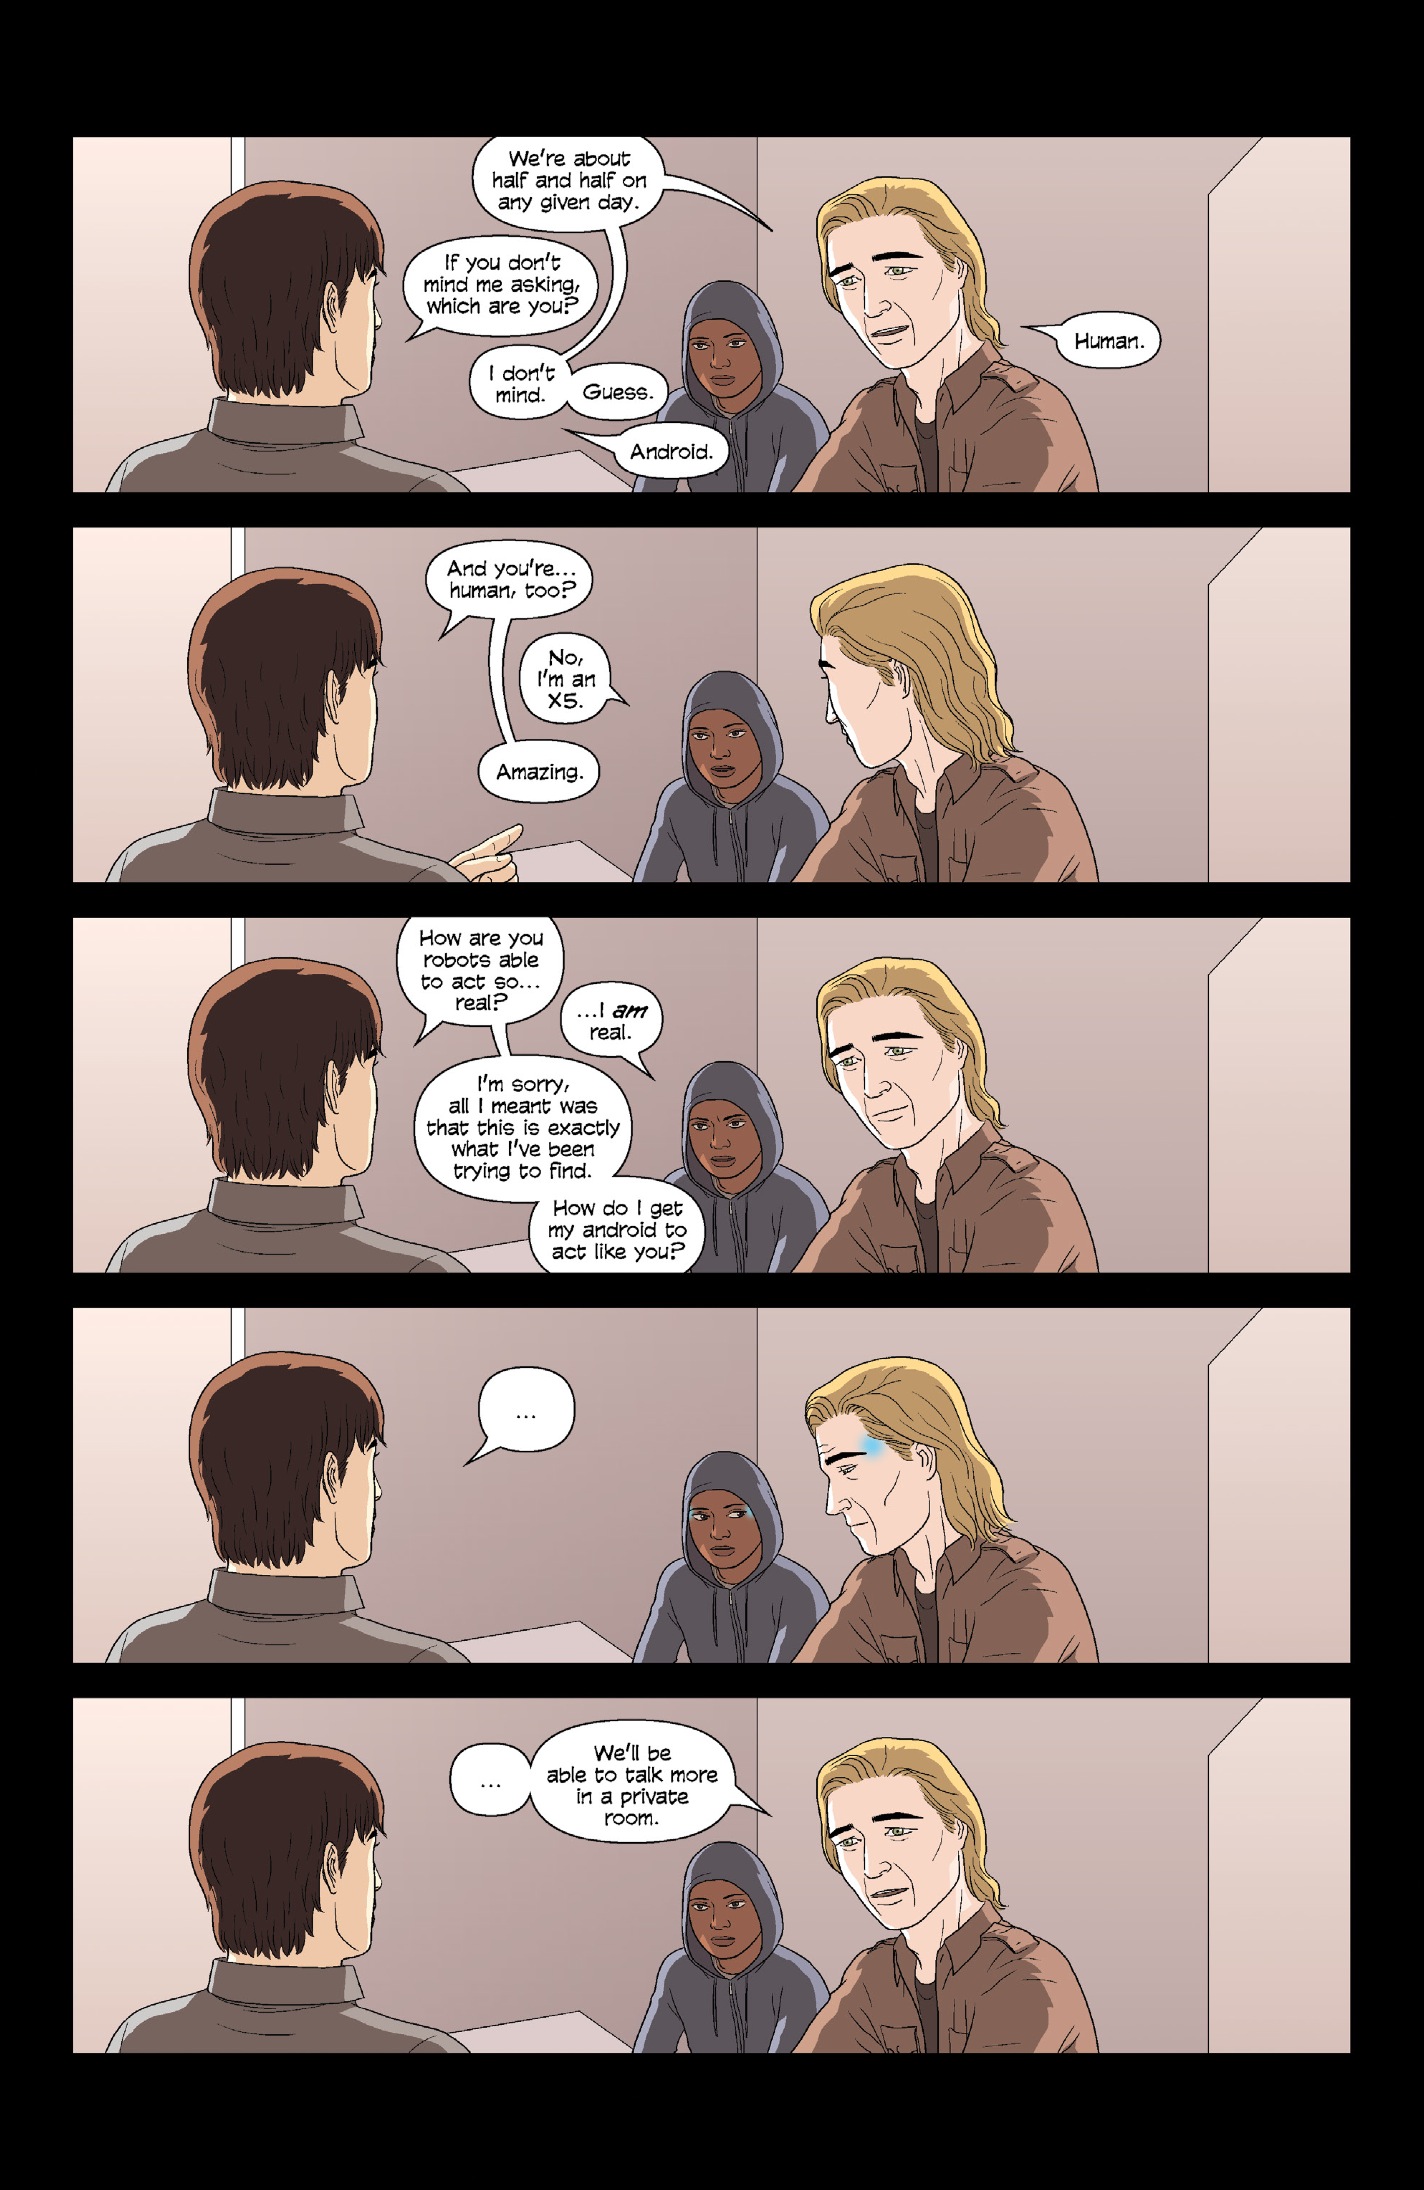 We're about
half and half on
any given day.
If you don't
mind me asking,
which are you?
I don't
mind.
Guess.
Android.
Human.
And you're...
human, too?
No,
I'm an
X5.
Amazing.
How are you
robots able
to act so...
real?
...I am
real.
I'm sorry,
all I meant was
that this is exactly
what I've been
trying to find.
How do I get
my android to
act like you?
...
...
We'll be
able to talk more
in a private
room.